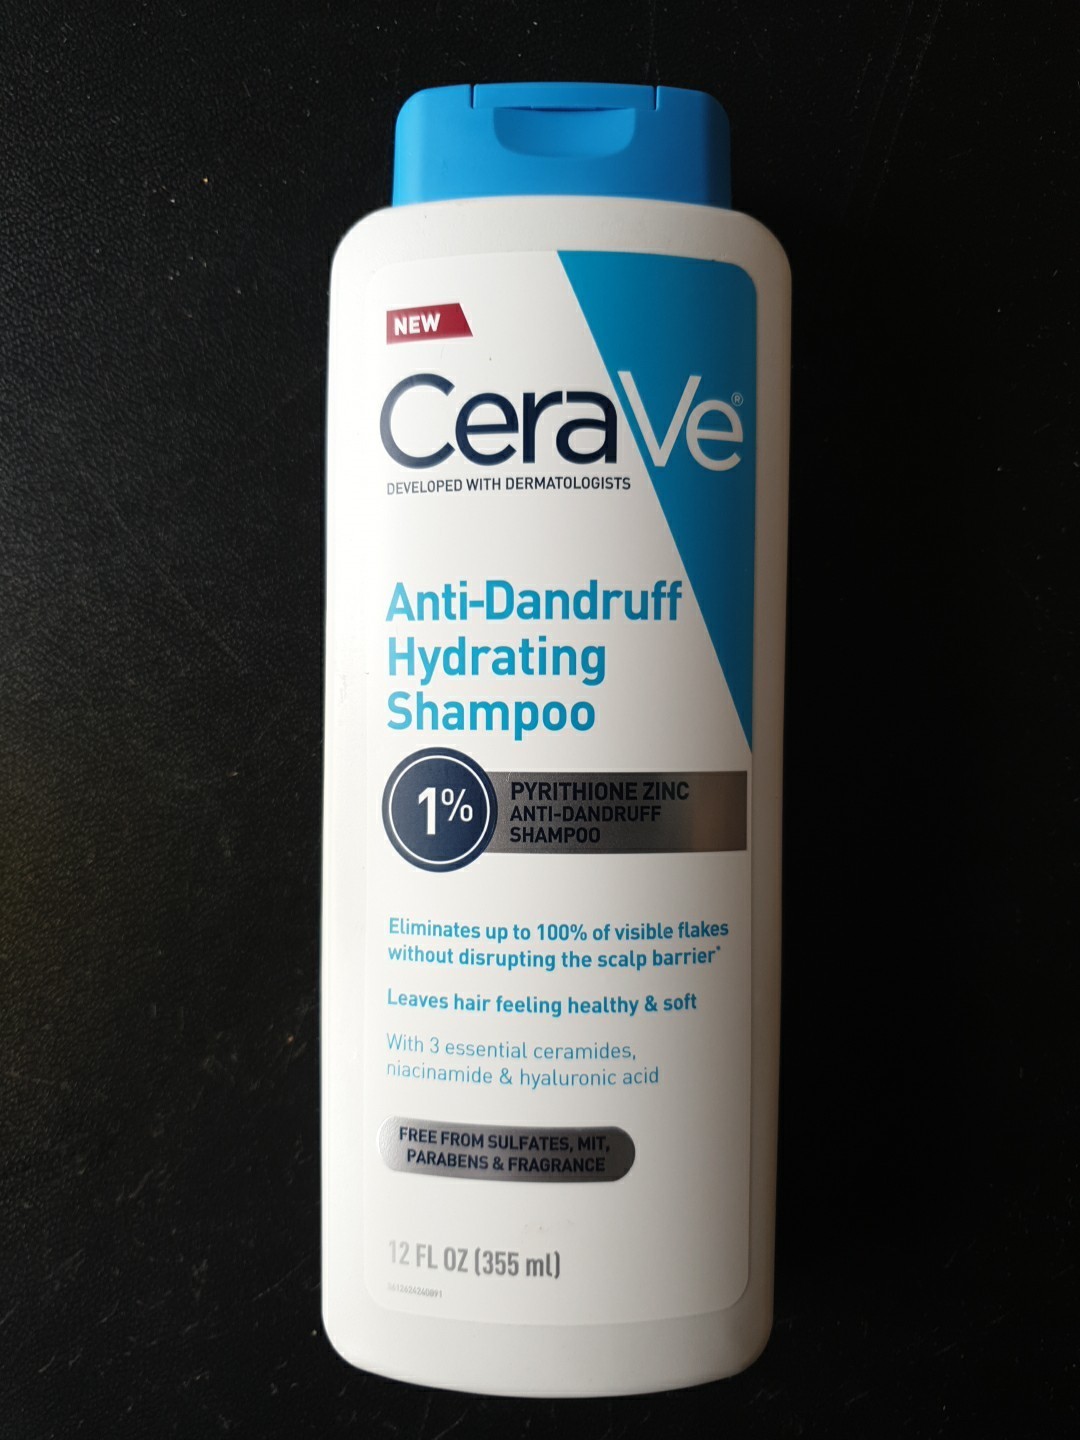 NEW
CeraVe®
DEVELOPED WITH DERMATOLOGISTS
Anti-Dandruff
Hydrating
Shampoo
1%
PYRITHIONE ZINC
ANTI-DANDRUFF
SHAMPOO
Eliminates up to 100% of visible flakes
without disrupting the scalp barrier*
Leaves hair feeling healthy & soft
With 3 essential ceramides,
niacinamide & hyaluronic acid
FREE FROM SULFATES, MIT,
PARABENS & FRAGRANCE
12 FL OZ (355 ml)